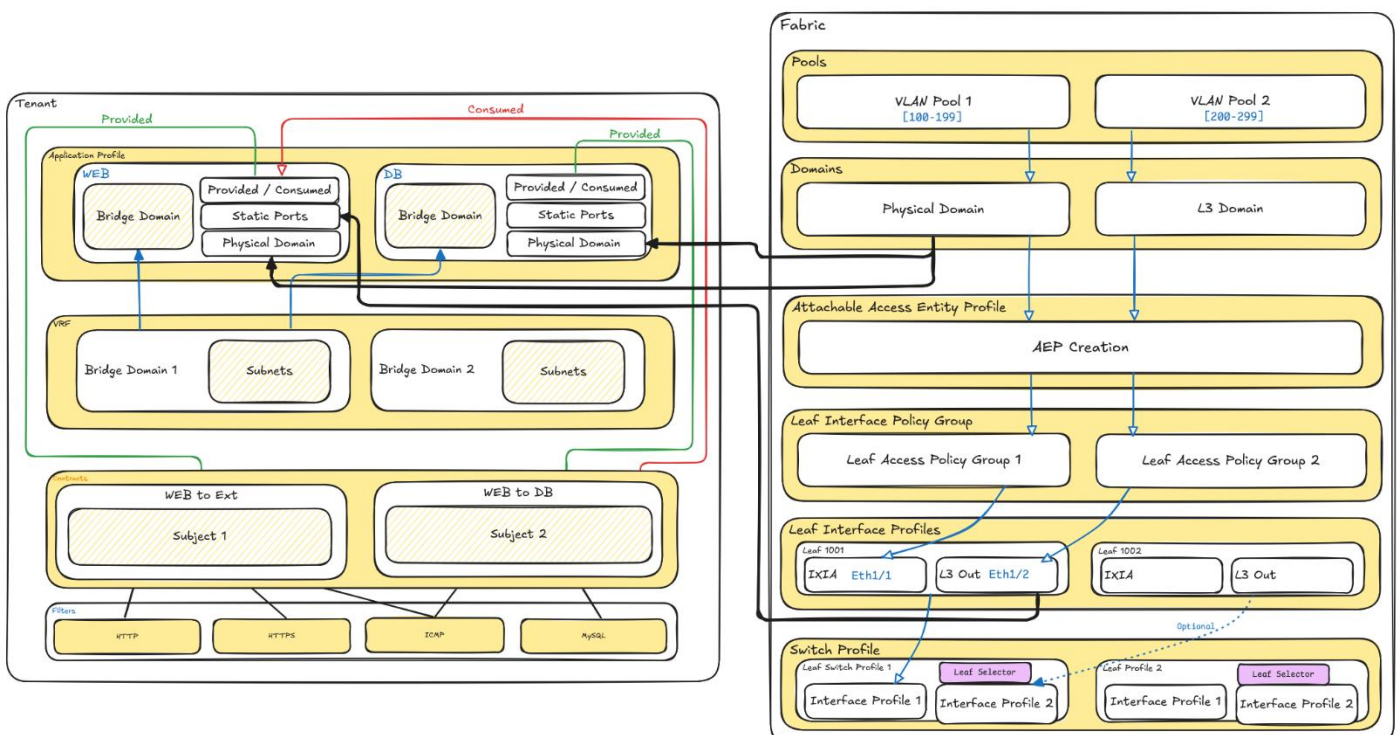 Tenant
Provided
Consumed
Provided
Application Profile
WEB
Bridge Domain
Provided / Consumed
Static Ports
Physical Domain
DB
Bridge Domain
Provided / Consumed
Static Ports
Physical Domain
VRF
Bridge Domain 1
Subnets
Bridge Domain 2
Subnets
Contracts
WEB to Ext
Subject 1
WEB to DB
Subject 2
Filters
HTTP
HTTPS
ICMP
MySQL
Fabric
Pools
VLAN Pool 1
[100-199]
VLAN Pool 2
[200-299]
Domains
Physical Domain
L3 Domain
Attachable Access Entity Profile
AEP Creation
Leaf Interface Policy Group
Leaf Access Policy Group 1
Leaf Access Policy Group 2
Leaf Interface Profiles
Leaf 1001
IXIA Eth1/1
L3 Out Eth1/2
Leaf 1002
IXIA
L3 Out
Optional
Switch Profile
Leaf Switch Profile 1
Leaf Selector
Interface Profile 1
Interface Profile 2
Leaf Profile 2
Leaf Selector
Interface Profile 1
Interface Profile 2